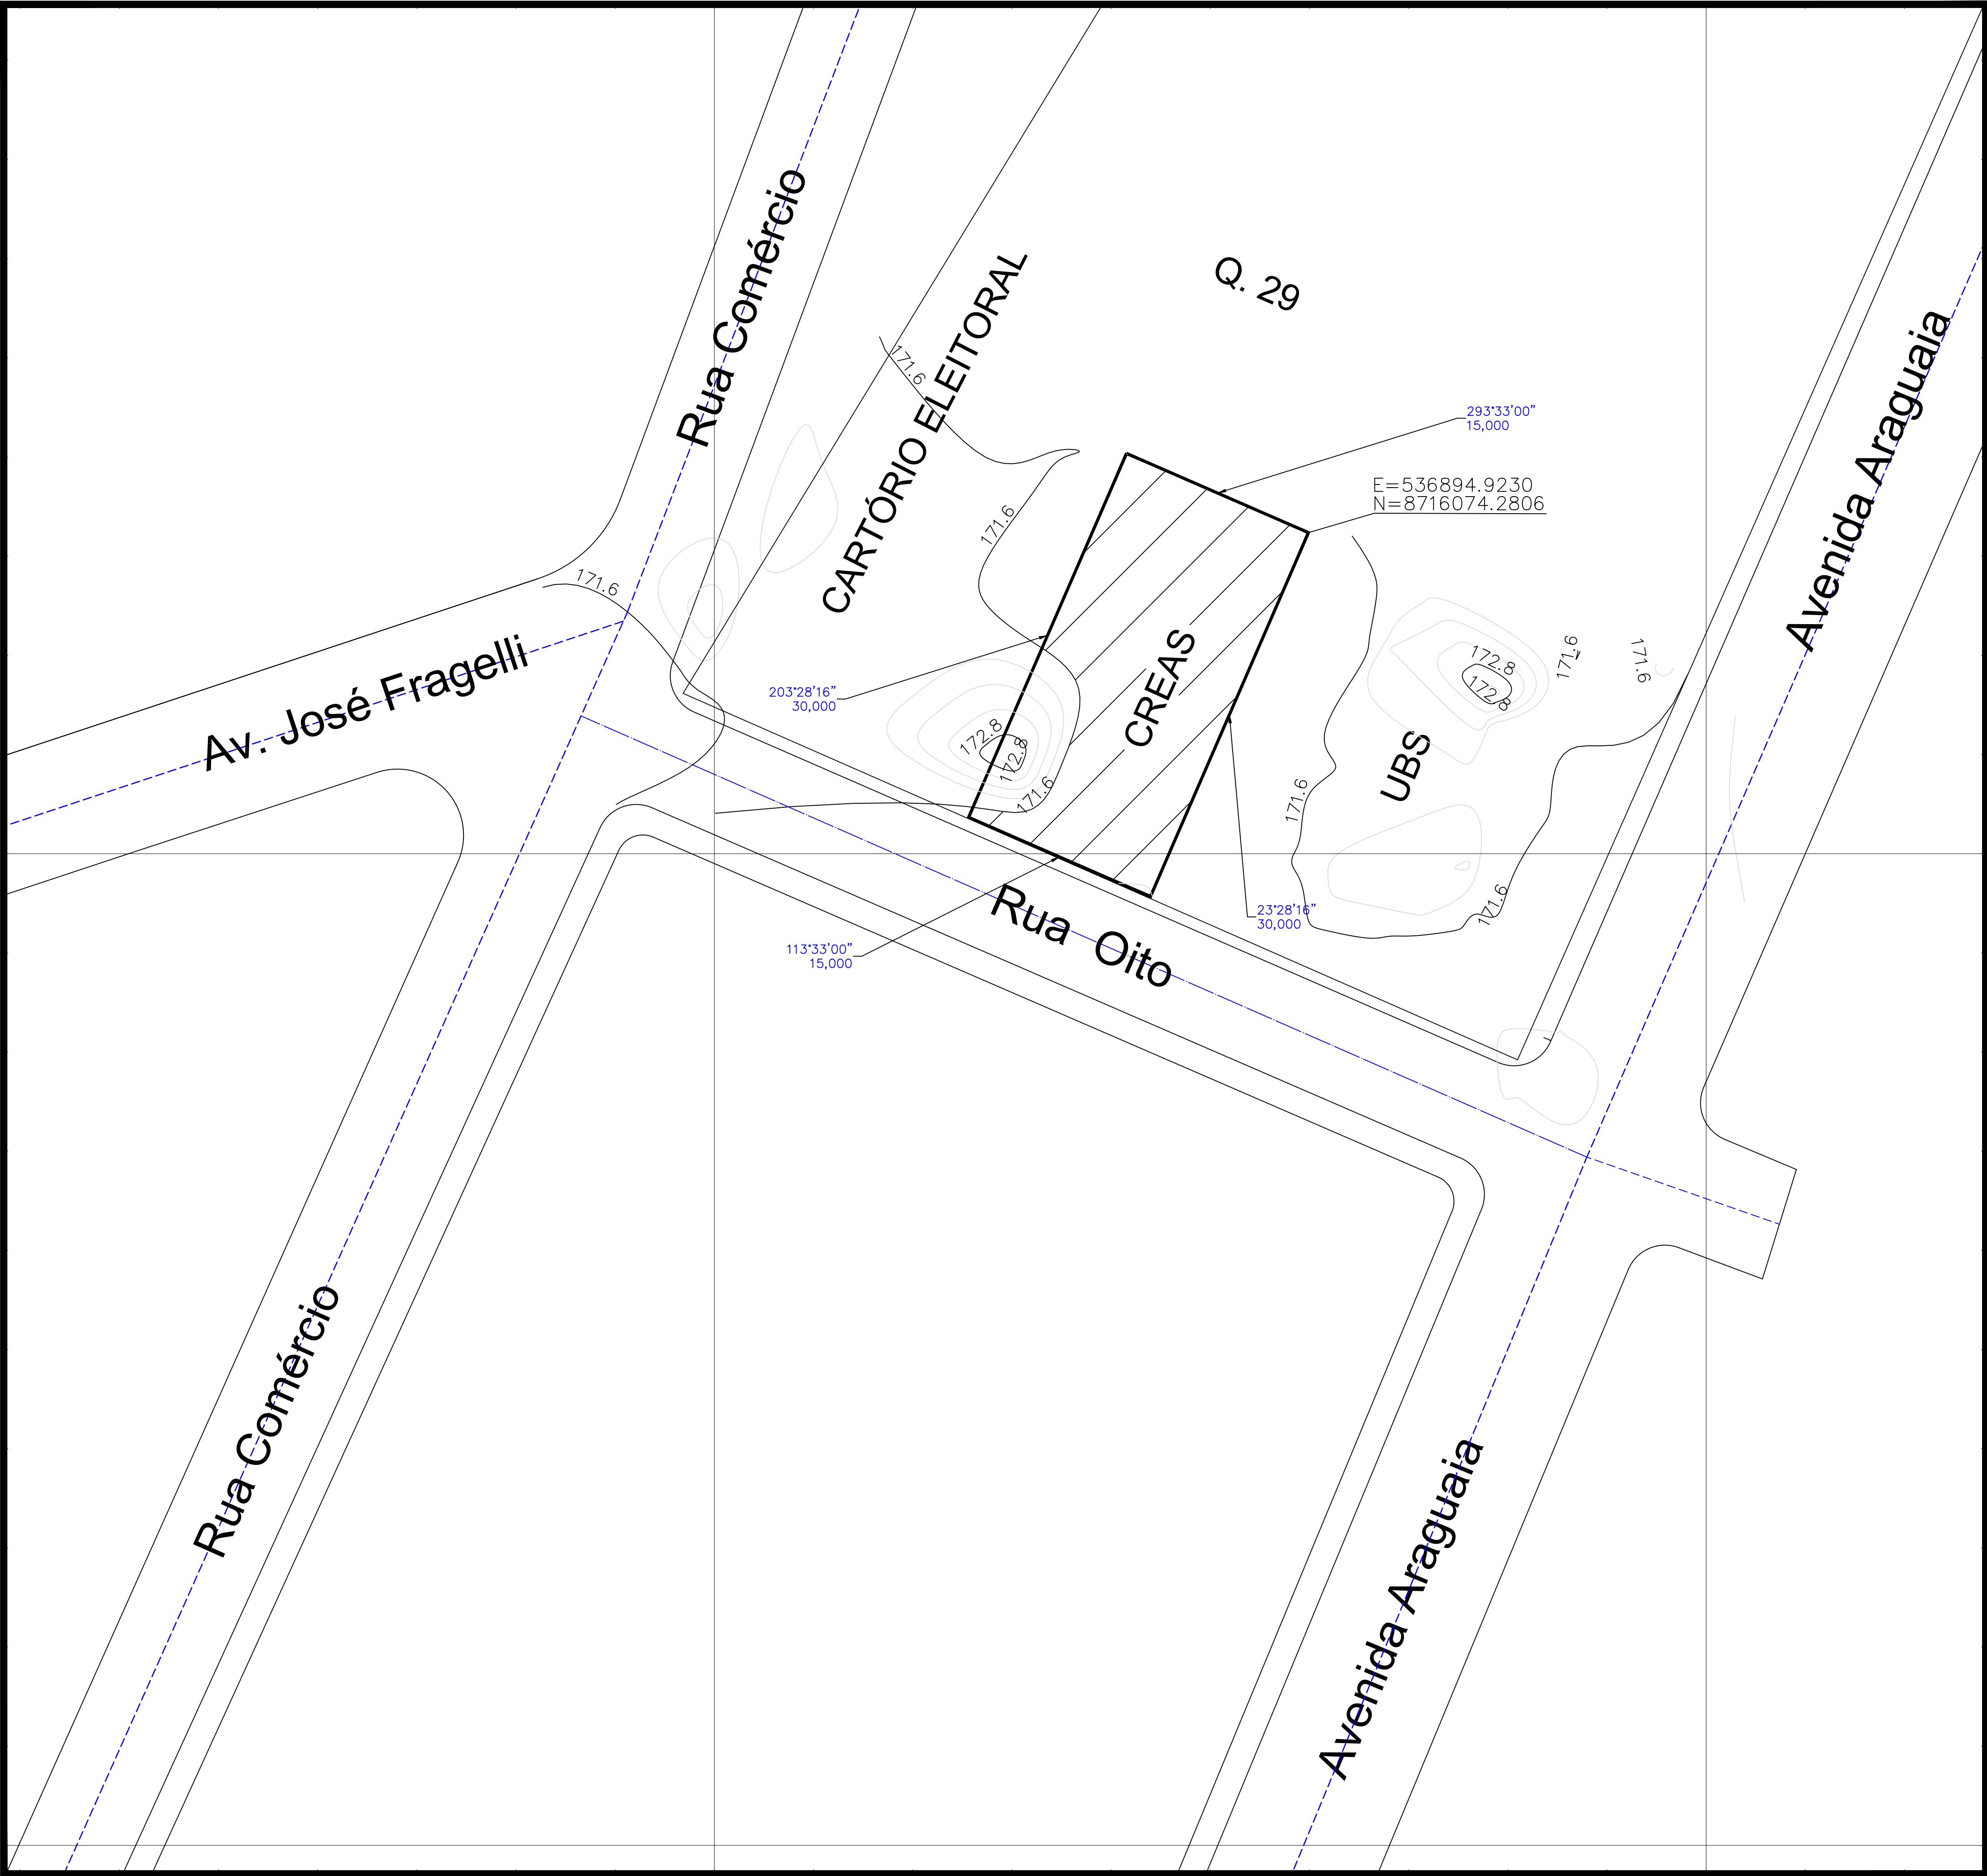 Rua Comércio
Q. 29
CARTÓRIO ELEITORAL
171.6
Avenida Araguaia
293°33'00"
15,000
E=536894.9230
N=8716074.2806
171.6
171.6
Av. José Fragelli
203°28'16"
30,000
CREAS
172.8
172.8
171.6
172.8
172.8
171.6
171.6
UBS
171.6
171.6
23°28'16"
30,000
113°33'00"
15,000
Rua Oito
Rua Comércio
Avenida Araguaia